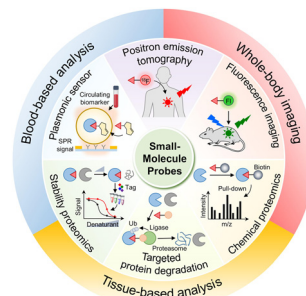 Blood-based analysis
Whole-body imaging
Tissue-based analysis
Positron emission
tomography
18F
Plasmonic sensor
Circulating
biomarker
SPR
signal
Fluorescence imaging
Fl
Small-
Molecule
Probes
Stability proteomics
Signal
Tag
Denaturant
Ub
Ligase
Proteasome
Targeted
protein degradation
Biotin
Pull-down
Intensity
m/z
Chemical proteomics